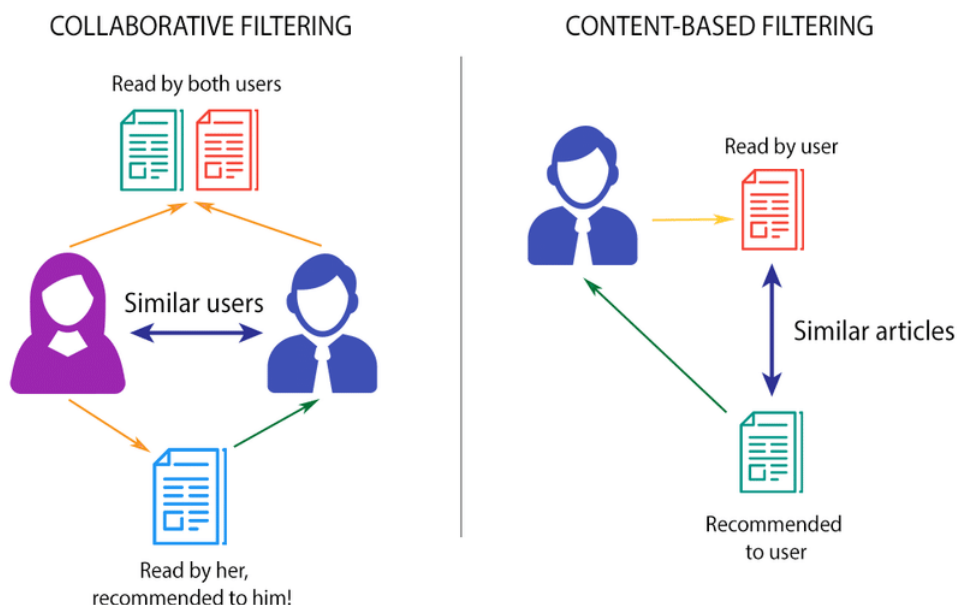 COLLABORATIVE FILTERING
Read by both users
Similar users
Read by her,
recommended to him!
CONTENT-BASED FILTERING
Read by user
Similar articles
Recommended
to user